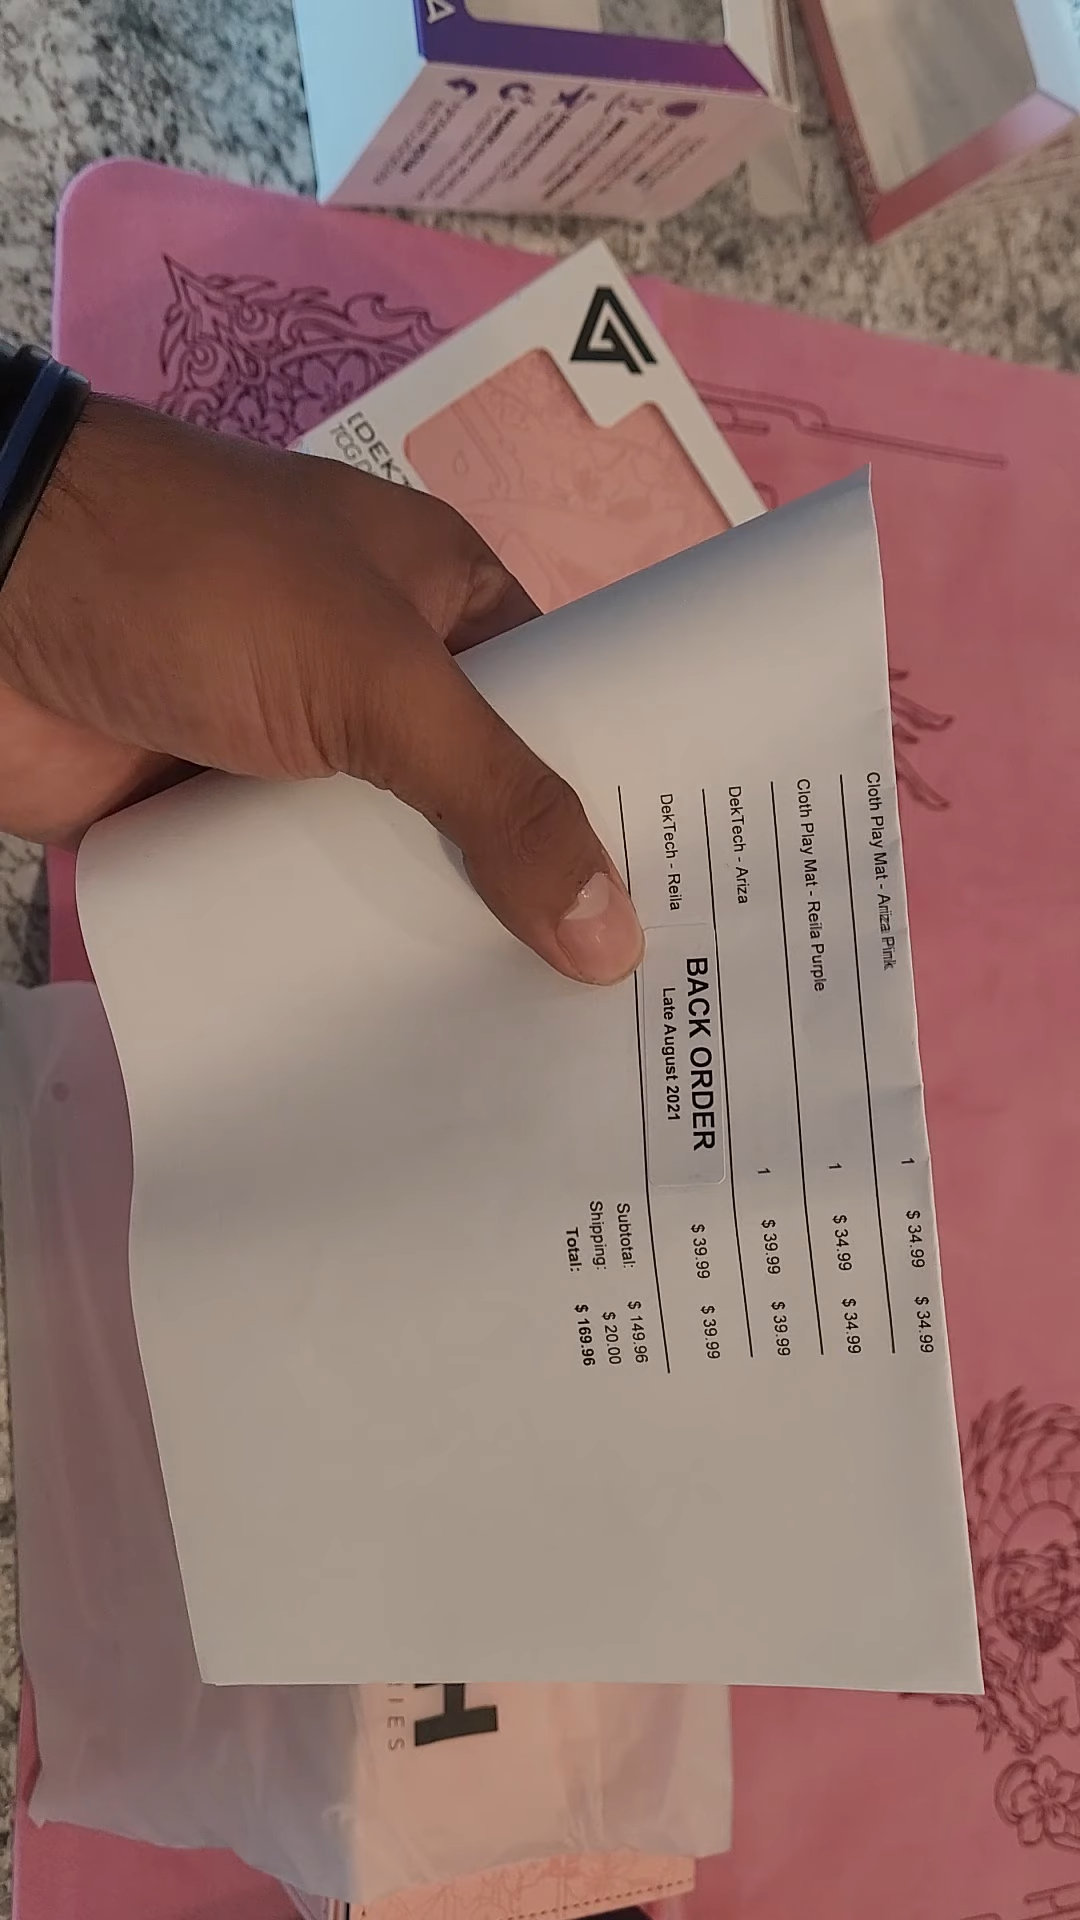 Cloth Play Mat - Ariza Pink 1 $ 34.99 $ 34.99
Cloth Play Mat - Reila Purple 1 $ 34.99 $ 34.99
DekTech - Ariza 1 $ 39.99 $ 39.99
DekTech - Reila $ 39.99 $ 39.99
BACK ORDER
Late August 2021
Subtotal: $ 149.96
Shipping: $ 20.00
Total: $ 169.96